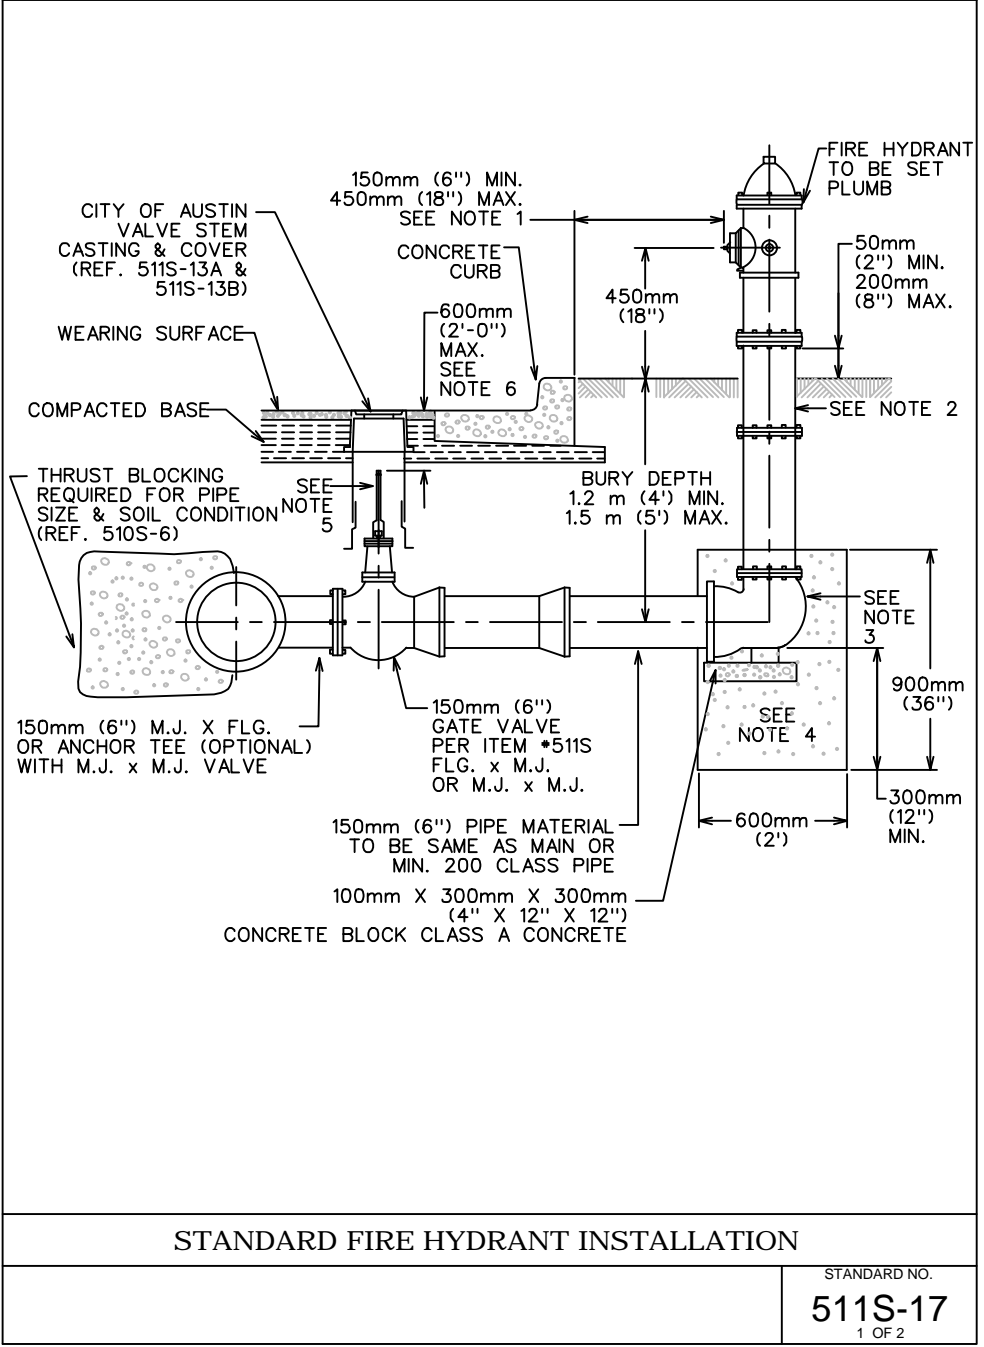 FIRE HYDRANT
TO BE SET
PLUMB
150mm (6") MIN.
450mm (18") MAX.
SEE NOTE 1
CITY OF AUSTIN
VALVE STEM
CASTING & COVER
(REF. 511S-13A &
511S-13B)
CONCRETE
CURB
50mm
(2") MIN.
200mm
(8") MAX.
450mm
(18")
600mm
(2'-0")
MAX.
SEE
NOTE 6
WEARING SURFACE
COMPACTED BASE
SEE NOTE 2
THRUST BLOCKING
REQUIRED FOR PIPE
SIZE & SOIL CONDITION
(REF. 510S-6)
SEE
NOTE
5
BURY DEPTH
1.2 m (4') MIN.
1.5 m (5') MAX.
SEE
NOTE
3
900mm
(36")
SEE
NOTE 4
150mm (6") M.J. X FLG.
OR ANCHOR TEE (OPTIONAL)
WITH M.J. x M.J. VALVE
150mm (6")
GATE VALVE
PER ITEM *511S
FLG. x M.J.
OR M.J. x M.J.
300mm
(12")
MIN.
600mm
(2')
150mm (6") PIPE MATERIAL
TO BE SAME AS MAIN OR
MIN. 200 CLASS PIPE
100mm X 300mm X 300mm
(4" X 12" X 12")
CONCRETE BLOCK CLASS A CONCRETE
STANDARD FIRE HYDRANT INSTALLATION
STANDARD NO.
511S-17
1 OF 2